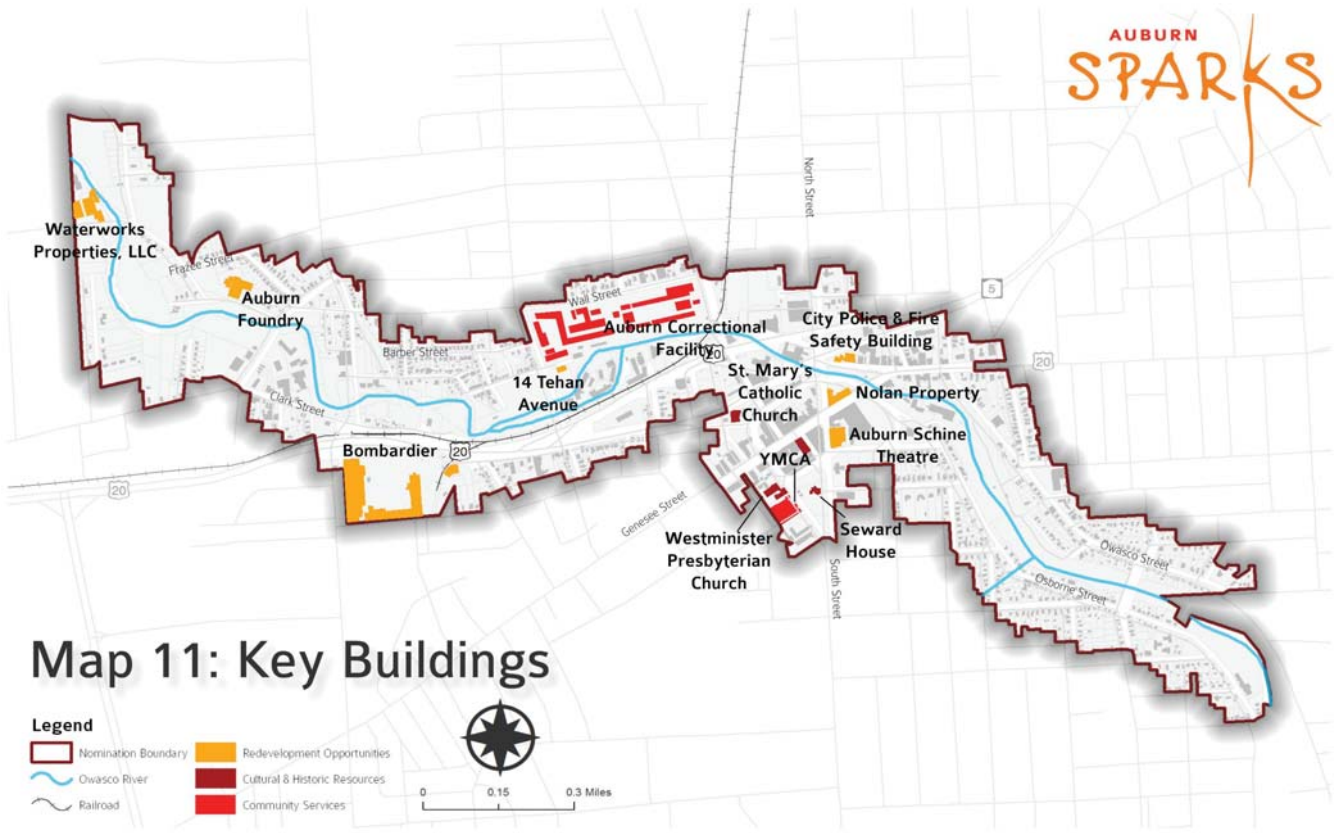 AUBURN
SPARKS
North Street
Waterworks
Properties, LLC
Frazee Street
Auburn
Foundry
Wall Street
5
Auburn Correctional
Facility
20
City Police & Fire
Safety Building
20
Barber Street
St. Mary's
Catholic
Church
14 Tehan
Avenue
Nolan Property
Clark Street
Auburn Schine
Theatre
Bombardier
20
YMCA
20
Genesee Street
Westminister
Presbyterian
Church
Seward
House
South Street
Owasco Street
Osborne Street
Map 11: Key Buildings
Legend
Nomination Boundary
Owasco River
Railroad
Redevelopment Opportunities
Cultural & Historic Resources
Community Services
0 0.15 0.3 Miles